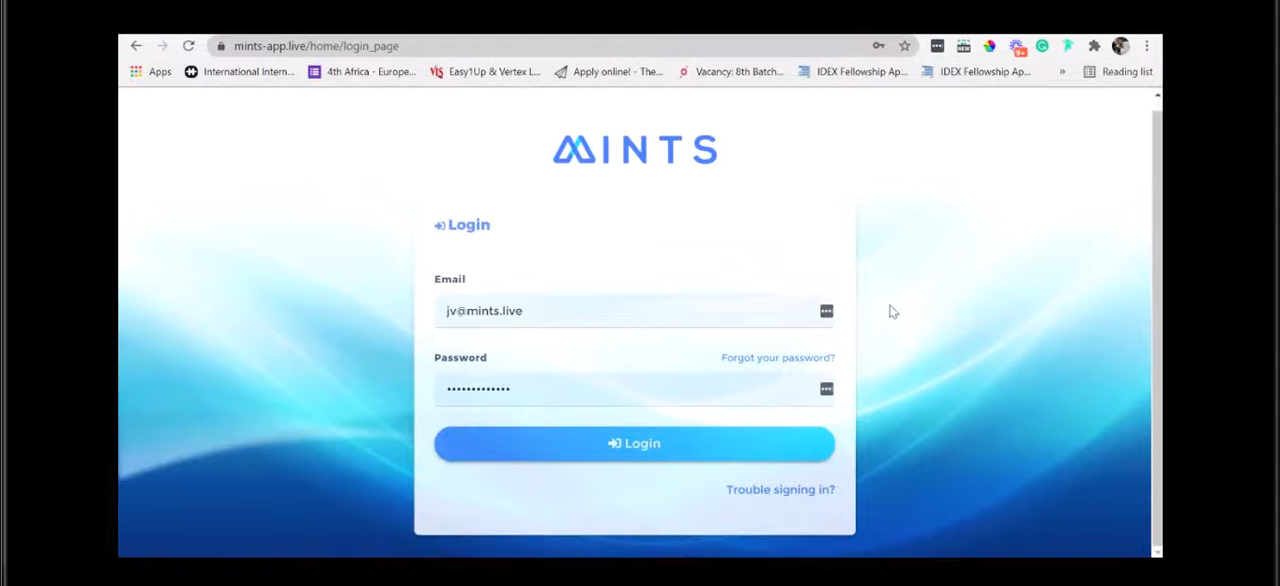 mints-app.live/home/login_page
Apps International Intern... 4th Africa - Europe... Easy1Up & Vertex L... Apply online! - The... Vacancy: 8th Batch... IDEX Fellowship Ap... IDEX Fellowship Ap... » Reading list
MINTS
Login
Email
jv@mints.live
Password Forgot your password?
•••••••••••••
Login
Trouble signing in?